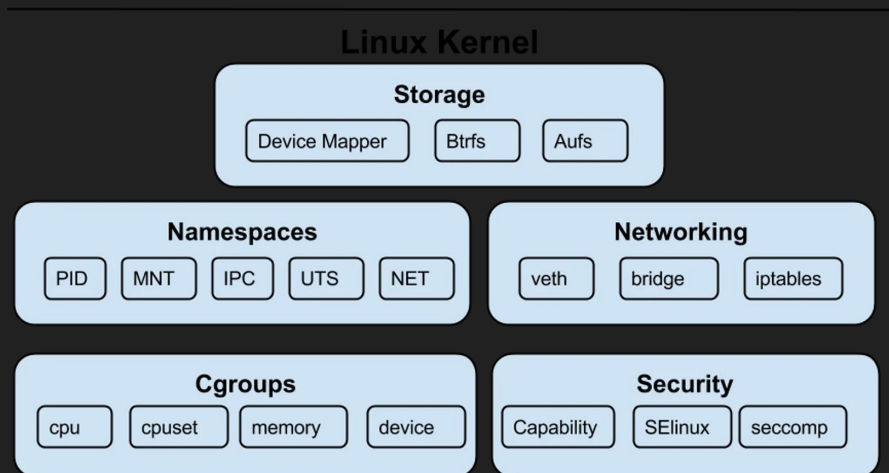 Linux Kernel
Storage
Device Mapper
Btrfs
Aufs
Namespaces
PID
MNT
IPC
UTS
NET
Networking
veth
bridge
iptables
Cgroups
cpu
cpuset
memory
device
Security
Capability
SElinux
seccomp